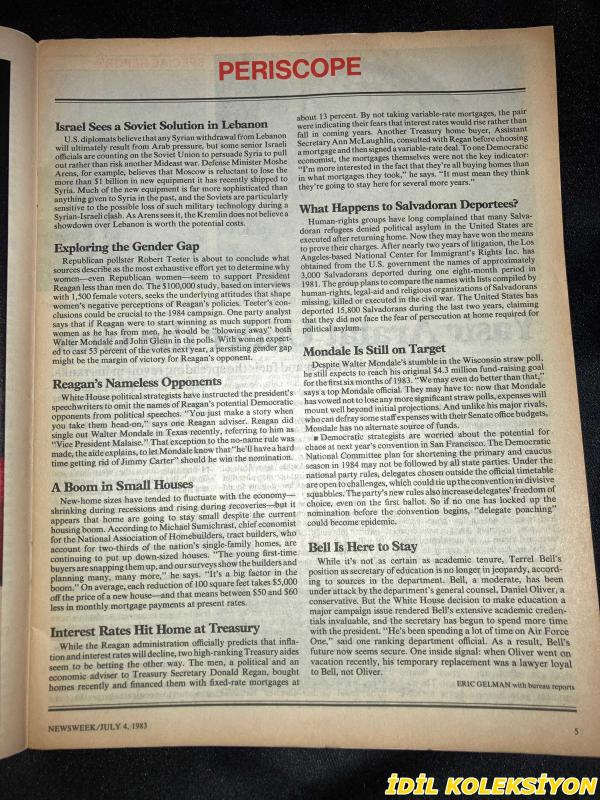 PERISCOPE
Israel Sees a Soviet Solution in Lebanon
U.S. diplomats believe that any Syrian withdrawal from Lebanon
will ultimately result from Arab pressure, but some senior Israeli
officials are counting on the Soviet Union to persuade Syria to pull
out rather than risk another Mideast war. Defense Minister Moshe
Arens, for example, believes that Moscow is reluctant to lose the
more than $1 billion in new equipment it has recently shipped to
Syria. Much of the new equipment is far more sophisticated than
anything given to Syria in the past, and the Soviets are particularly
sensitive to the possible loss of such military technology during a
Syrian-Israeli clash. As Arens sees it, the Kremlin does not believe a
showdown over Lebanon is worth the potential costs.
Exploring the Gender Gap
Republican pollster Robert Teeter is about to conclude what
sources describe as the most exhaustive effort yet to determine why
women—even Republican women—seem to support President
Reagan less than men do. The $100,000 study, based on interviews
with 1,500 female voters, seeks the underlying attitudes that shape
women's negative perceptions of Reagan's policies. Teeter's con-
clusions could be crucial to the 1984 campaign. One party analyst
says that if Reagan were to start winning as much support from
women as he has from men, he would be "blowing away" both
Walter Mondale and John Glenn in the polls. With women expect-
ed to cast 53 percent of the votes next year, a persisting gender gap
might be the margin of victory for Reagan's opponent.
Reagan's Nameless Opponents
White House political strategists have instructed the president's
speechwriters to omit the names of Reagan's potential Democratic
opponents from political speeches. "You just make a story when
you take them head-on," says one Reagan adviser. Reagan did
single out Walter Mondale in Texas recently, referring to him as
"Vice President Malaise." That exception to the no-name rule was
made, the aide explains, to let Mondale know that "he'll have a hard
time getting rid of Jimmy Carter" should he win the nomination.
A Boom in Small Houses
New-home sizes have tended to fluctuate with the economy—
shrinking during recessions and rising during recoveries—but it
appears that home are going to stay small despite the current
housing boom. According to Michael Sumichrast, chief economist
for the National Association of Homebuilders, tract builders, who
account for two-thirds of the nation's single-family homes, are
continuing to put up down-sized houses. "The young first-time
buyers are snapping them up, and our surveys show the builders and
planning many, many more," he says. "It's a big factor in the
boom." On average, each reduction of 100 square feet takes $5,000
off the price of a new house—and that means between $50 and $60
less in monthly mortgage payments at present rates.
Interest Rates Hit Home at Treasury
While the Reagan administration officially predicts that infla-
tion and interest rates will decline, two high-ranking Treasury aides
seem to be betting the other way. The men, a political and an
economic adviser to Treasury Secretary Donald Regan, bought
homes recently and financed them with fixed-rate mortgages at
about 13 percent. By not taking variable-rate mortgages, the pair
were indicating their fears that interest rates would rise rather than
fall in coming years. Another Treasury home buyer, Assistant
Secretary Ann McLaughlin, consulted with Regan before choosing
a mortgage and then signed a variable-rate deal. To one Democratic
economist, the mortgages themselves were not the key indicator:
"I'm more interested in the fact that they're all buying homes than
in what mortgages they took," he says. "It must mean they think
they're going to stay here for several more years."
What Happens to Salvadoran Deportees?
Human-rights groups have long complained that many Salva-
doran refugees denied political asylum in the United States are
executed after returning home. Now they may have won the means
to prove their charges. After nearly two years of litigation, the Los
Angeles-based National Center for Immigrant's Rights Inc. has
obtained from the U.S. government the names of approximately
3,000 Salvadorans deported during one eight-month period in
1981. The group plans to compare the names with lists compiled by
human-rights, legal-aid and religious organizations of Salvadorans
missing, killed or executed in the civil war. The United States has
deported 15,800 Salvadorans during the last two years, claiming
that they did not face the fear of persecution at home required for
political asylum.
Mondale Is Still on Target
Despite Walter Mondale's stumble in the Wisconsin straw poll,
he still expects to reach his original $4.3 million fund-raising goal
for the first six months of 1983. "We may even do better than that,"
says a top Mondale official. They may have to: now that Mondale
has vowed not to lose any more significant straw polls, expenses will
mount well beyond initial projections. And unlike his major rivals,
who can defray some staff expenses with their Senate office budgets,
Mondale has no alternate source of funds.
■ Democratic strategists are worried about the potential for
chaos at next year's convention in San Francisco. The Democratic
National Committee plan for shortening the primary and caucus
season in 1984 may not be followed by all state parties. Under the
national party rules, delegates chosen outside the official timetable
are open to challenges, which could tie up the convention in divisive
squabbles. The party's new rules also increase delegates' freedom of
choice, even on the first ballot. So if no one has locked up the
nomination before the convention begins, "delegate poaching"
could become epidemic.
Bell Is Here to Stay
While it's not as certain as academic tenure, Terrel Bell's
position as secretary of education is no longer in jeopardy, accord-
ing to sources in the department. Bell, a moderate, has been
under attack by the department's general counsel, Daniel Oliver, a
conservative. But the White House decision to make education a
major campaign issue rendered Bell's extensive academic creden-
tials invaluable, and the secretary has begun to spend more time
with the president. "He's been spending a lot of time on Air Force
One," said one ranking department official. As a result, Bell's
future now seems secure. One inside signal: when Oliver went on
vacation recently, his temporary replacement was a lawyer loyal
to Bell, not Oliver.
ERIC GELMAN with bureau reports
NEWSWEEK/JULY 4, 1983
5
İDİL KOLEKSİYON